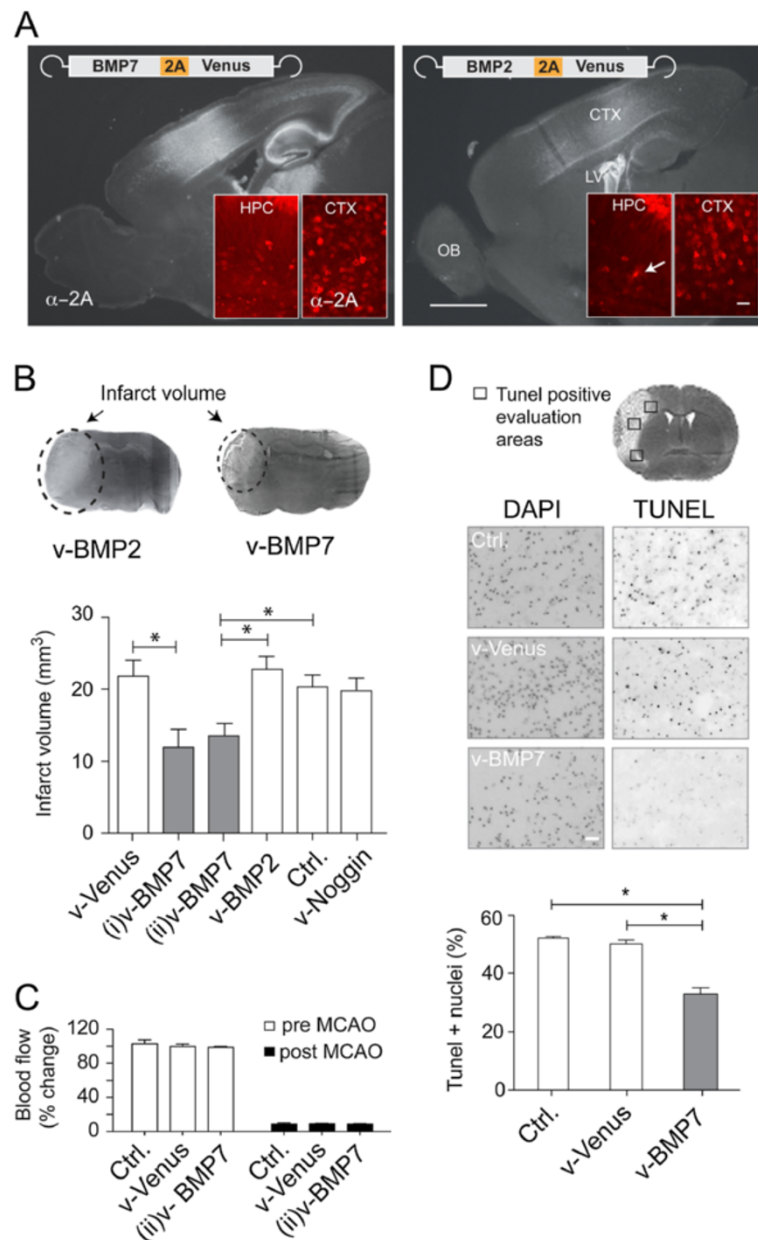 A
BMP7 2A Venus
BMP2 2A Venus
CTX
LV
HPC CTX
HPC CTX
OB
α–2A α–2A
B
Infarct volume
v-BMP2 v-BMP7
30
20
10
0
Infarct volume (mm³)
* * *
v-Venus
(i)v-BMP7
(ii)v-BMP7
v-BMP2
Ctrl.
v-Noggin
C
Blood flow
(% change)
120
80
40
0
pre MCAO
post MCAO
Ctrl.
v-Venus
(ii)v- BMP7
Ctrl.
v-Venus
(ii)v-BMP7
D
Tunel positive
evaluation
areas
DAPI TUNEL
Ctrl.
v-Venus
v-BMP7
60
40
20
0
Tunel + nuclei (%)
*
*
Ctrl.
v-Venus
v-BMP7